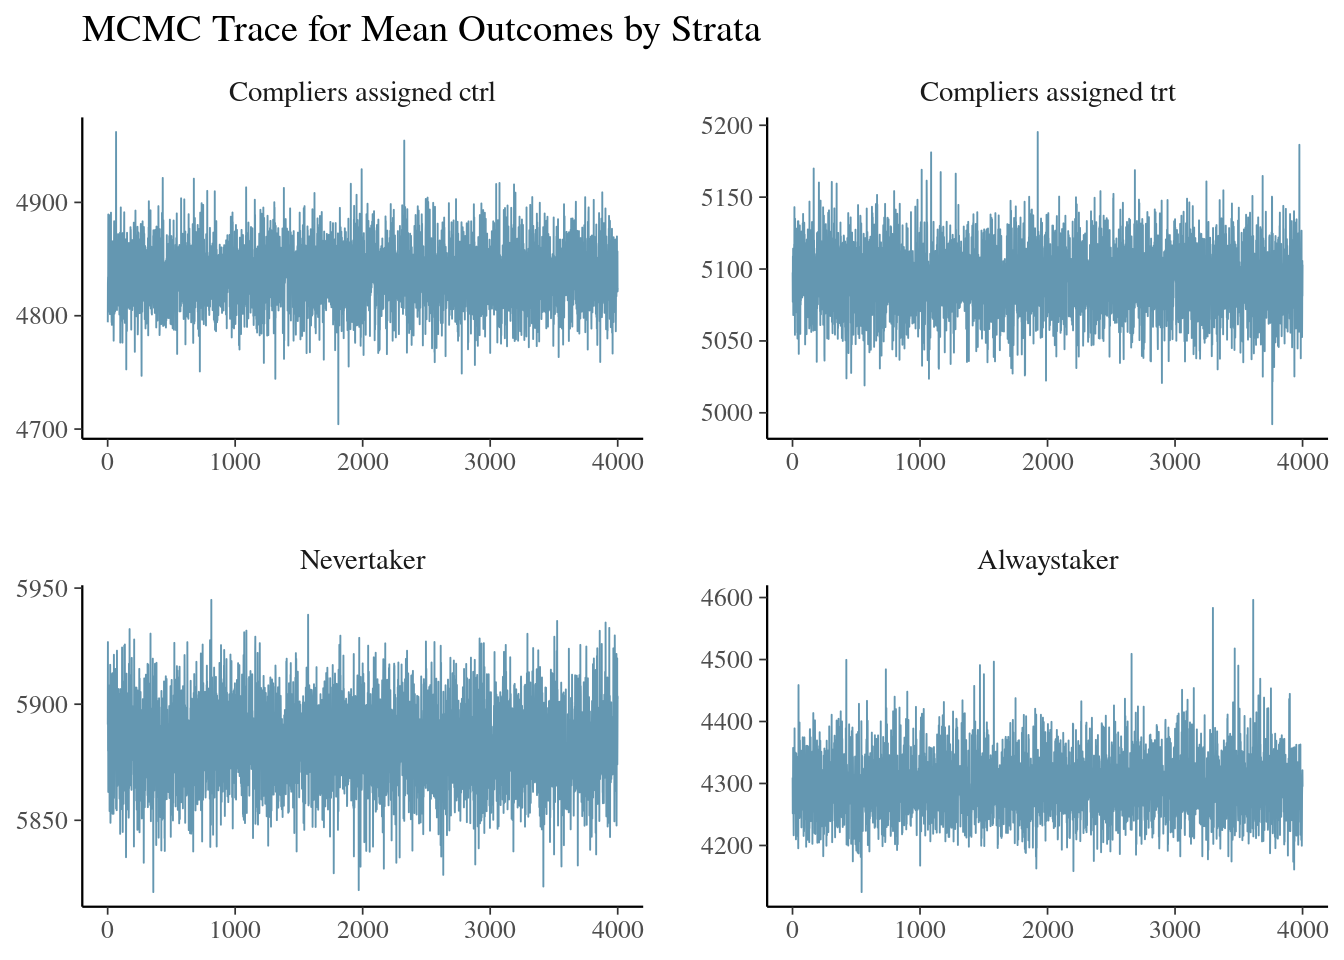 MCMC Trace for Mean Outcomes by Strata
Compliers assigned ctrl
4900
4800
4700
0 1000 2000 3000 4000
Compliers assigned trt
5200
5150
5100
5050
5000
0 1000 2000 3000 4000
Nevertaker
5950
5900
5850
0 1000 2000 3000 4000
Alwaystaker
4600
4500
4400
4300
4200
0 1000 2000 3000 4000